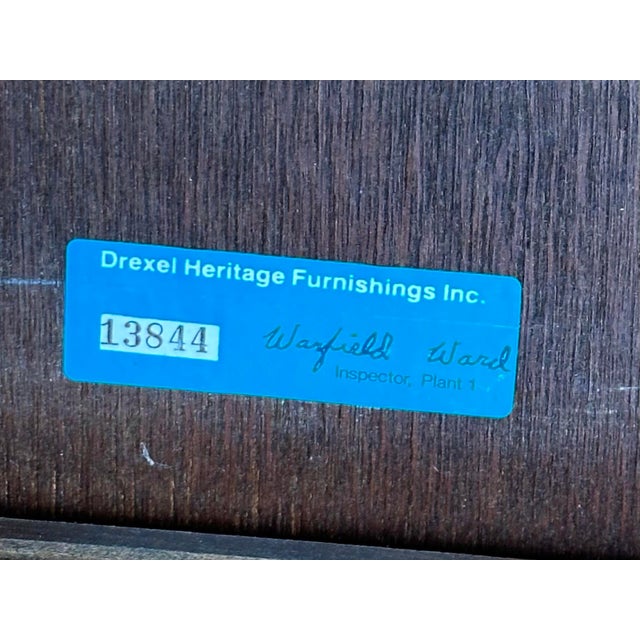 Drexel Heritage Furnishings Inc.
13844 Warfield Ward
Inspector, Plant 1